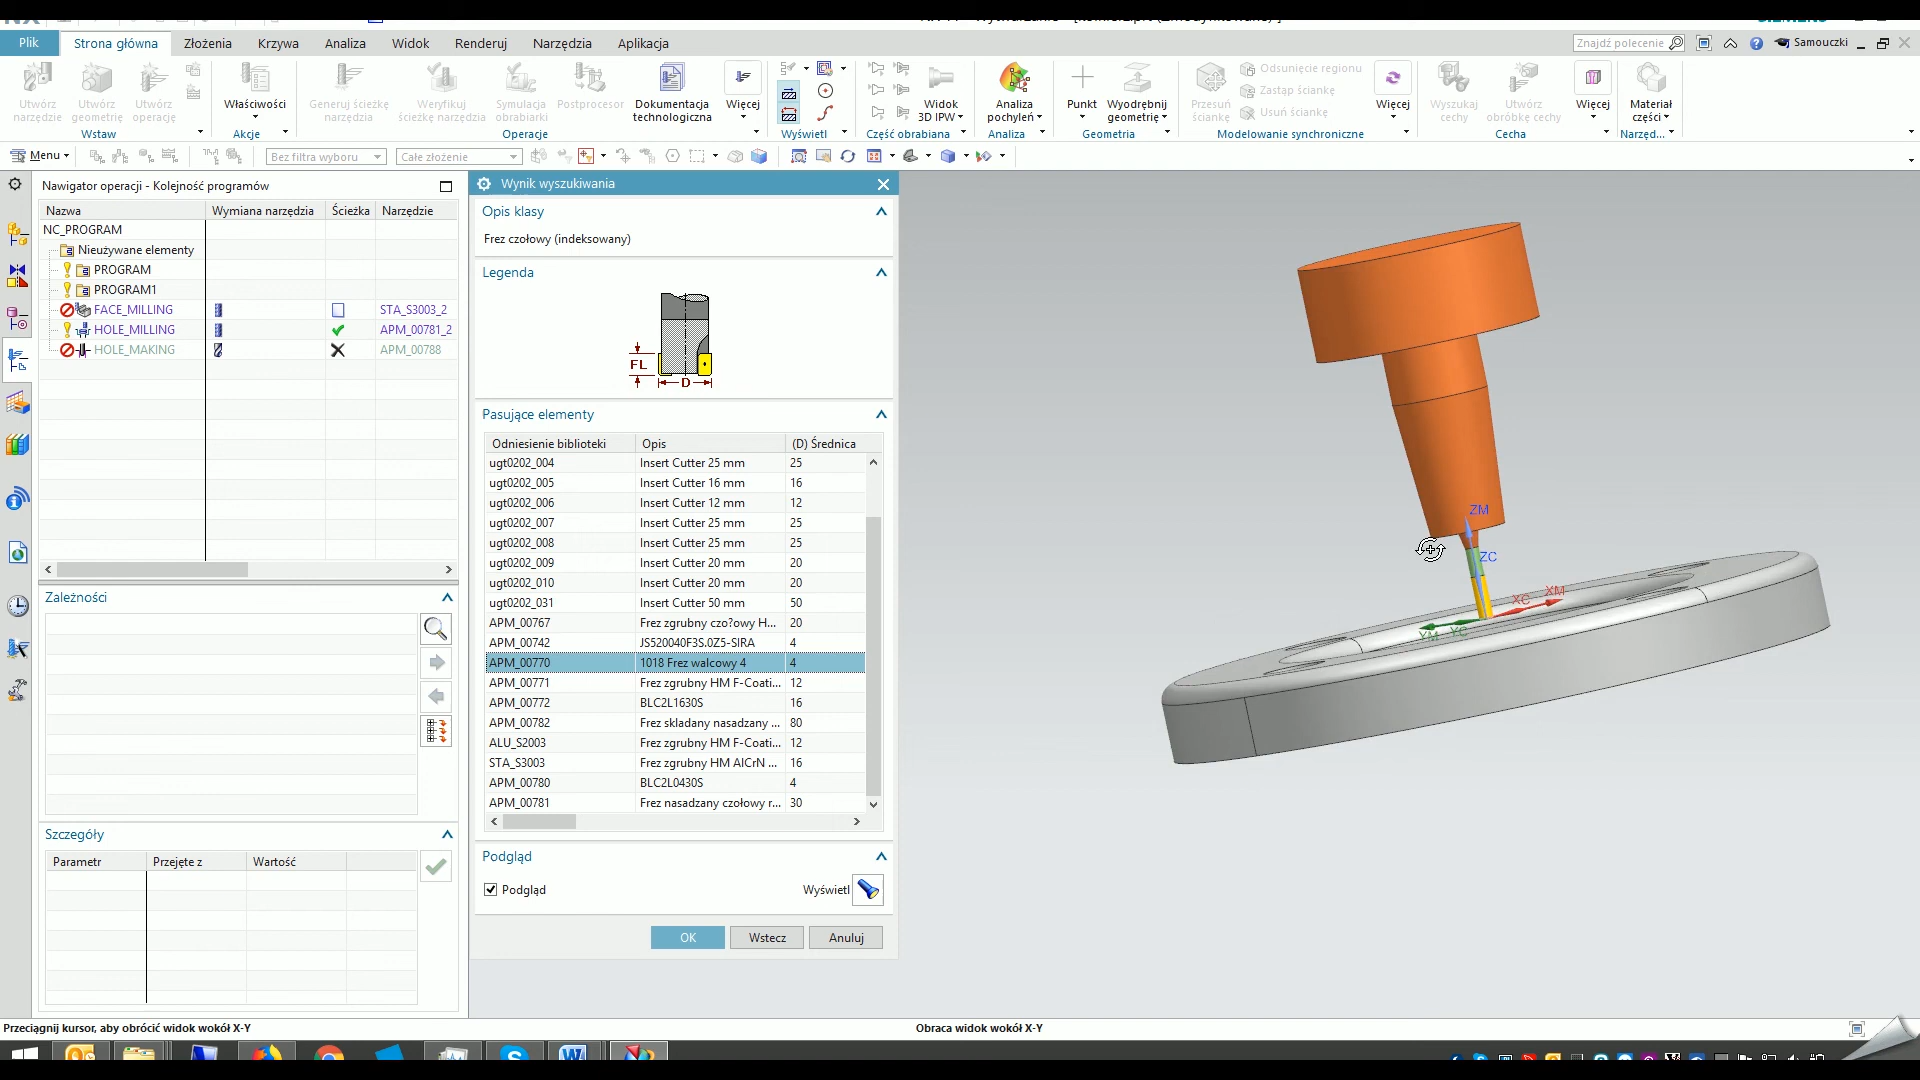 Plik Strona główna Złożenia Krzywa Analiza Widok Renderuj Narzędzia Aplikacja Znajdź polecenie Samouczki
Utwórz narzędzie
Utwórz geometrię
Utwórz operację
Wstaw
Właściwości
Akcje
Generuj ścieżkę narzędzia
Weryfikuj ścieżkę narzędzia
Symulacja obrabiarki
Postprocesor
Dokumentacja technologiczna
Więcej
Operacje
Wyświetl
Widok 3D IPW
Część obrabiana
Analiza pochyleń
Analiza
Punkt
Wyodrębnij geometrię
Geometria
Przesuń ściankę
Odsunięcie regionu
Zastąp ściankę
Usuń ściankę
Więcej
Modelowanie synchroniczne
Wyszukaj cechy
Utwórz obróbkę cechy
Więcej
Cecha
Materiał części
Narzęd...
Menu
Bez filtra wyboru
Całe złożenie
Nawigator operacji - Kolejność programów
Nazwa Wymiana narzędzia Ścieżka Narzędzie
NC_PROGRAM
Nieużywane elementy
PROGRAM
PROGRAM1
FACE_MILLING STA_S3003_2
HOLE_MILLING APM_00781_2
HOLE_MAKING APM_00788
Zależności
Szczegóły
Parametr Przejęte z Wartość
Wynik wyszukiwania
Opis klasy
Frez czołowy (indeksowany)
Legenda
FL
D
Pasujące elementy
Odniesienie biblioteki Opis (D) Średnica
ugt0202_004 Insert Cutter 25 mm 25
ugt0202_005 Insert Cutter 16 mm 16
ugt0202_006 Insert Cutter 12 mm 12
ugt0202_007 Insert Cutter 25 mm 25
ugt0202_008 Insert Cutter 25 mm 25
ugt0202_009 Insert Cutter 20 mm 20
ugt0202_010 Insert Cutter 20 mm 20
ugt0202_031 Insert Cutter 50 mm 50
APM_00767 Frez zgrubny czo?owy H... 20
APM_00742 JS520040F3S.0Z5-SIRA 4
APM_00770 1018 Frez walcowy 4 4
APM_00771 Frez zgrubny HM F-Coati... 12
APM_00772 BLC2L1630S 16
APM_00782 Frez skladany nasadzany ... 80
ALU_S2003 Frez zgrubny HM F-Coati... 12
STA_S3003 Frez zgrubny HM AlCrN ... 16
APM_00780 BLC2L0430S 4
APM_00781 Frez nasadzany czołowy r... 30
Podgląd
Podgląd Wyświetl
OK Wstecz Anuluj
ZM
ZC
XC XM
YM YC
Przeciągnij kursor, aby obrócić widok wokół X-Y
Obraca widok wokół X-Y